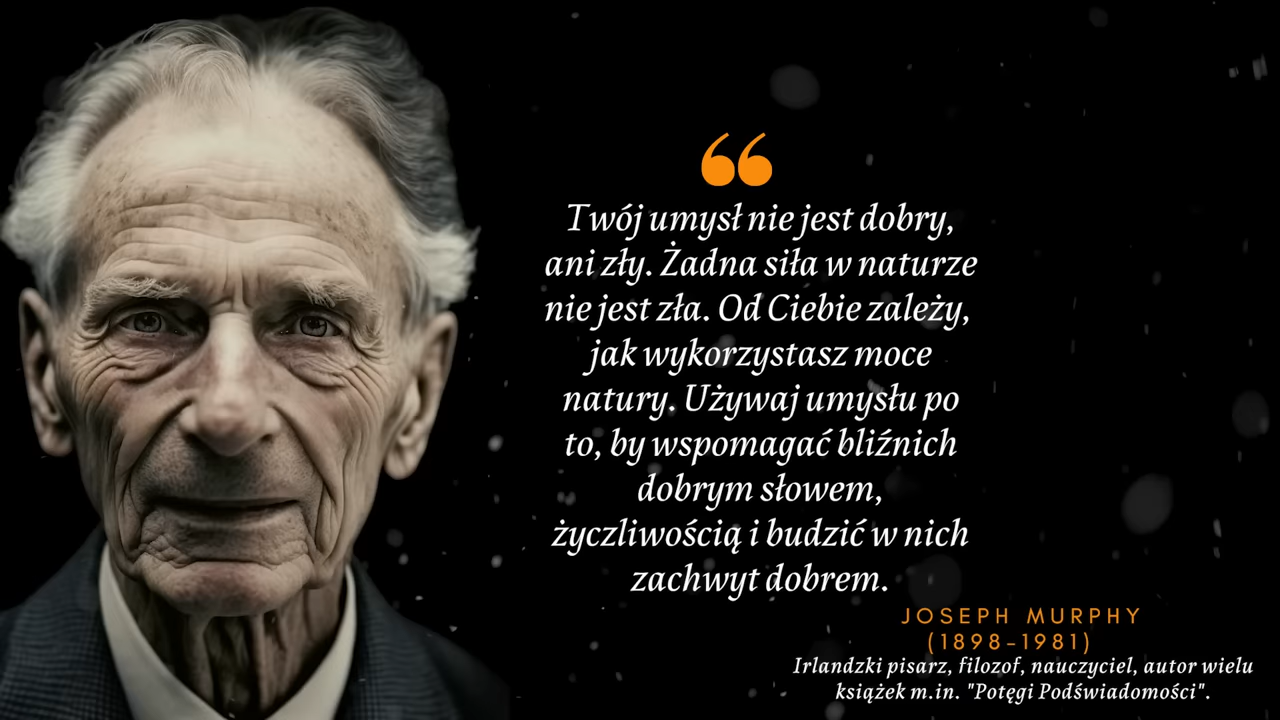 ❝
Twój umysł nie jest dobry,
ani zły. Żadna siła w naturze
nie jest zła. Od Ciebie zależy,
jak wykorzystasz moce
natury. Używaj umysłu po
to, by wspomagać bliźnich
dobrym słowem,
życzliwością i budzić w nich
zachwyt dobrem.
JOSEPH MURPHY
(1898-1981)
Irlandzki pisarz, filozof, nauczyciel, autor wielu
książek m.in. "Potęgi Podświadomości".